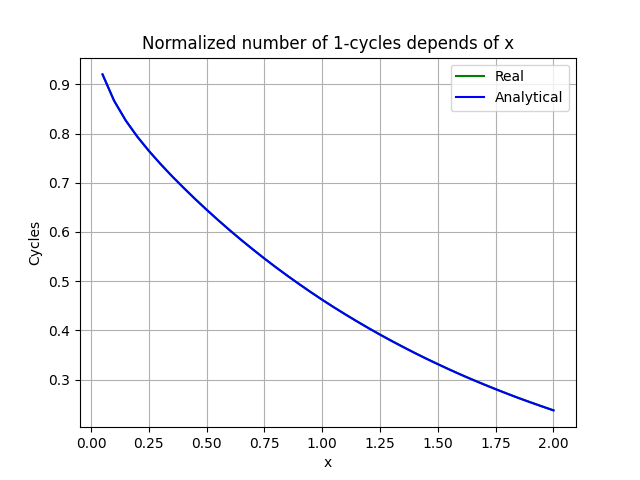 Normalized number of 1-cycles depends of x
Real
Analytical
0.9
0.8
0.7
0.6
0.5
0.4
0.3
Cycles
0.00 0.25 0.50 0.75 1.00 1.25 1.50 1.75 2.00
x